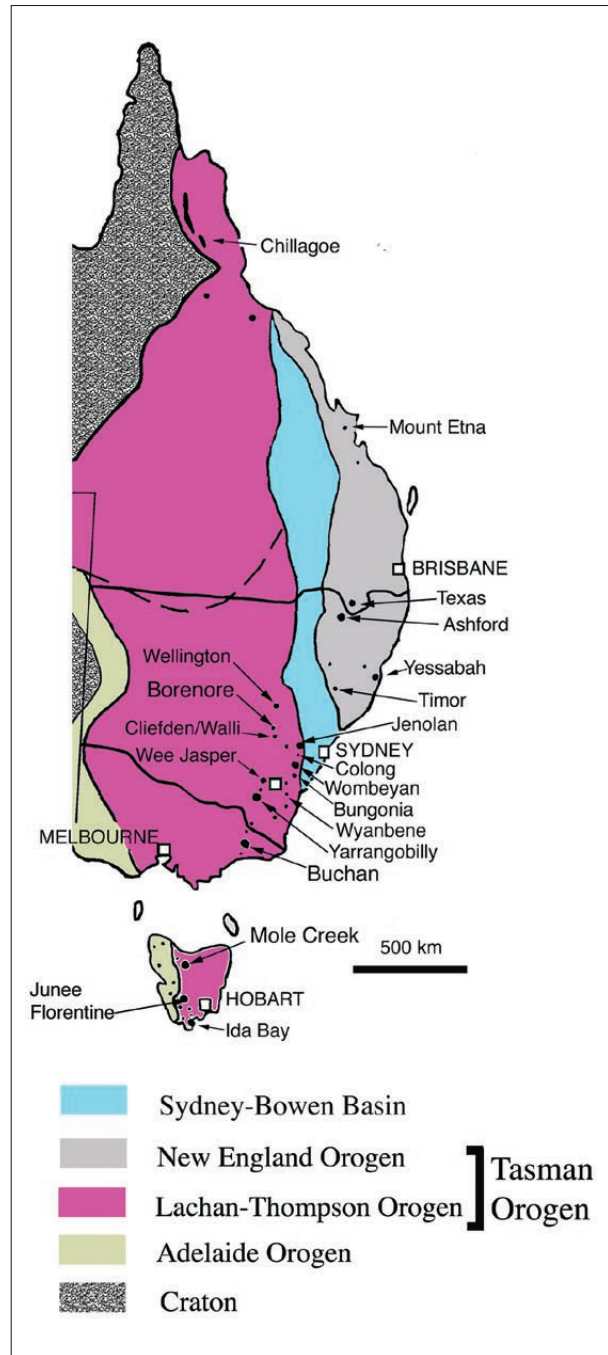 Chillagoe
Mount Etna
BRISBANE
Texas
Ashford
Wellington
Yessabah
Borenore
Timor
Cliefden/Walli
Jenolan
Wee Jasper
SYDNEY
Colong
Wombeyan
Bungonia
Wyanbene
MELBOURNE
Yarrangobilly
Buchan
Mole Creek
500 km
Junee
Florentine
HOBART
Ida Bay
Sydney-Bowen Basin
New England Orogen
Lachan-Thompson Orogen
Tasman
Orogen
Adelaide Orogen
Craton